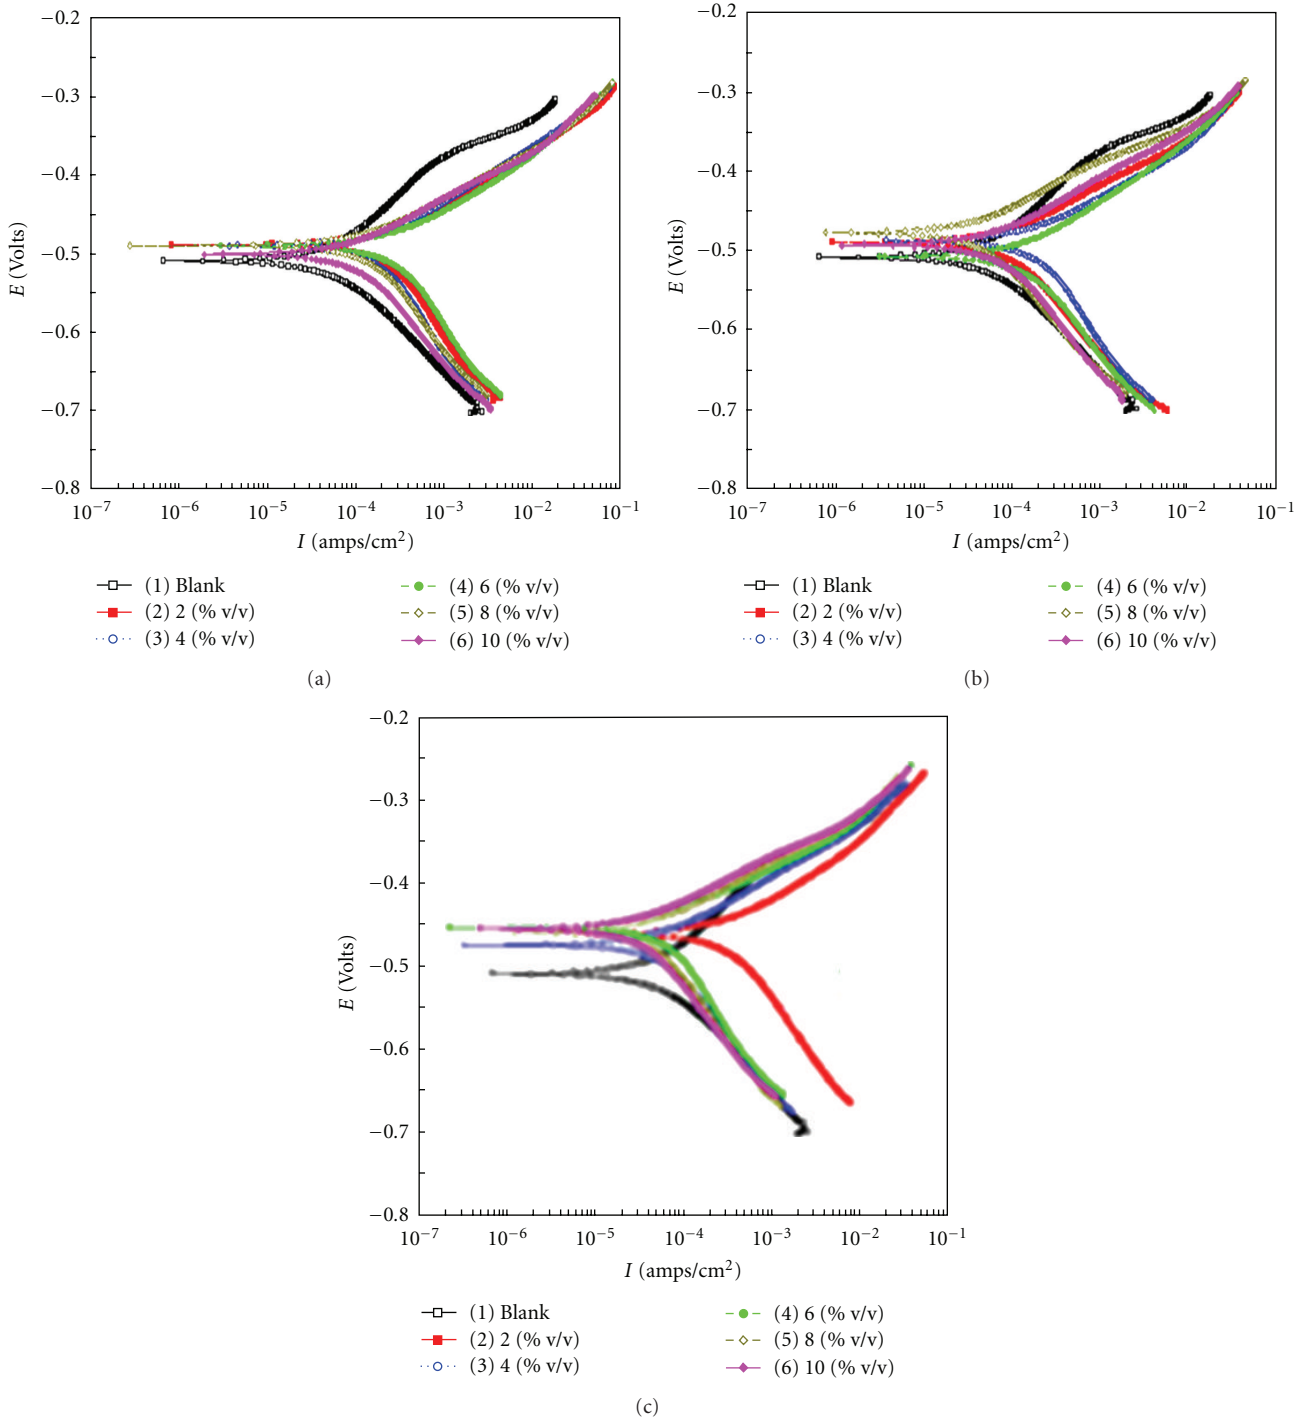 −0.2
−0.3
−0.4
−0.5
−0.6
−0.7
−0.8
E (Volts)
10⁻⁷ 10⁻⁶ 10⁻⁵ 10⁻⁴ 10⁻³ 10⁻² 10⁻¹
I (amps/cm²)
(1) Blank
(2) 2 (% v/v)
(3) 4 (% v/v)
(4) 6 (% v/v)
(5) 8 (% v/v)
(6) 10 (% v/v)
(a)
−0.2
−0.3
−0.4
−0.5
−0.6
−0.7
−0.8
E (Volts)
10⁻⁷ 10⁻⁶ 10⁻⁵ 10⁻⁴ 10⁻³ 10⁻² 10⁻¹
I (amps/cm²)
(1) Blank
(2) 2 (% v/v)
(3) 4 (% v/v)
(4) 6 (% v/v)
(5) 8 (% v/v)
(6) 10 (% v/v)
(b)
−0.2
−0.3
−0.4
−0.5
−0.6
−0.7
−0.8
E (Volts)
10⁻⁷ 10⁻⁶ 10⁻⁵ 10⁻⁴ 10⁻³ 10⁻² 10⁻¹
I (amps/cm²)
(1) Blank
(2) 2 (% v/v)
(3) 4 (% v/v)
(4) 6 (% v/v)
(5) 8 (% v/v)
(6) 10 (% v/v)
(c)